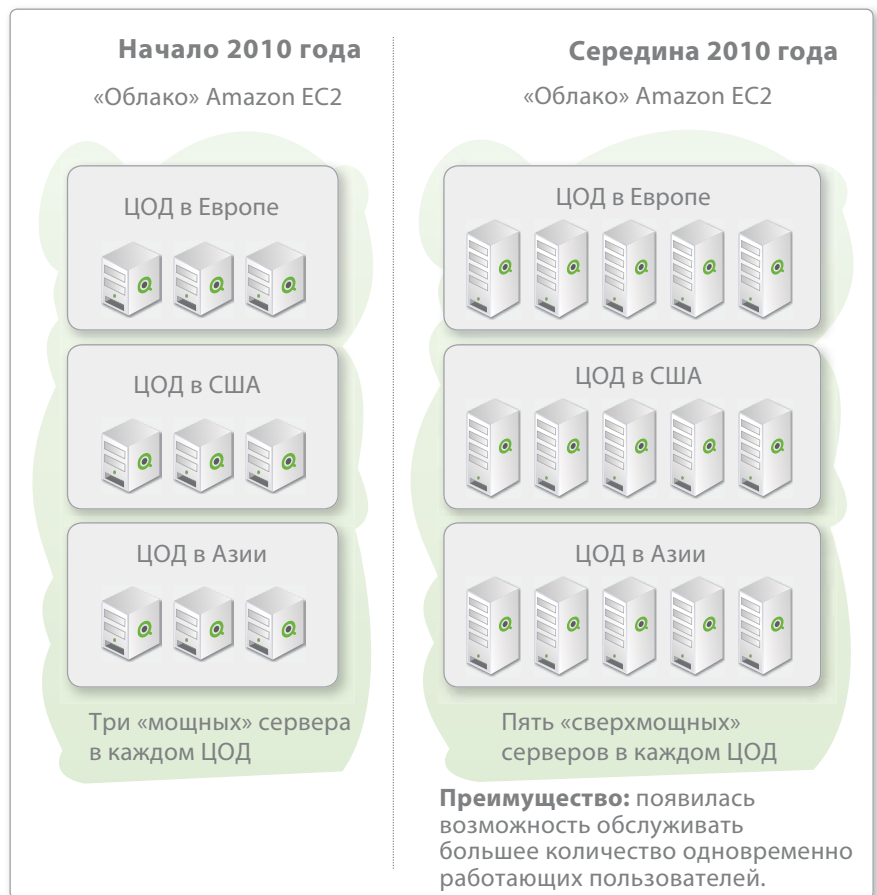 Начало 2010 года
«Облако» Amazon EC2
ЦОД в Европе
ЦОД в США
ЦОД в Азии
Три «мощных» сервера
в каждом ЦОД
Середина 2010 года
«Облако» Amazon EC2
ЦОД в Европе
ЦОД в США
ЦОД в Азии
Пять «сверхмощных»
серверов в каждом ЦОД
Преимущество: появилась
возможность обслуживать
большее количество одновременно
работающих пользователей.